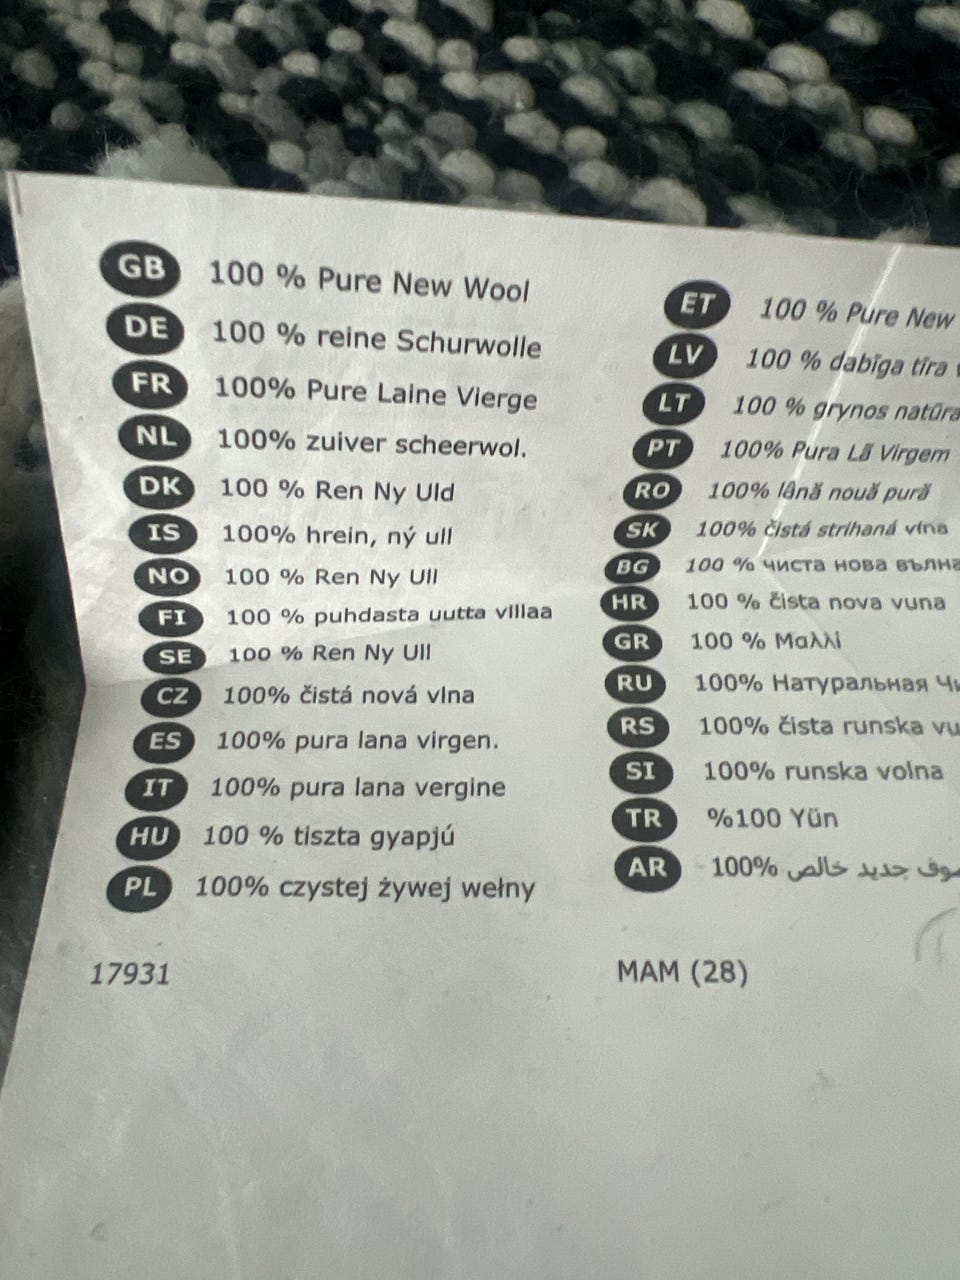 GB 100 % Pure New Wool
DE 100 % reine Schurwolle
FR 100% Pure Laine Vierge
NL 100% zuiver scheerwol.
DK 100 % Ren Ny Uld
IS 100% hrein, ný ull
NO 100 % Ren Ny Ull
FI 100 % puhdasta uutta villaa
SE 100 % Ren Ny Ull
CZ 100% čistá nová vlna
ES 100% pura lana virgen.
IT 100% pura lana vergine
HU 100 % tiszta gyapjú
PL 100% czystej żywej wełny
17931
ET 100 % Pure New
LV 100 % dabīga tīra
LT 100 % grynos
PT 100% Pura Lã Virgem
RO 100% lână nouă pură
SK 100% čistá strihaná vlna
BG 100 % чиста нова вълна
HR 100 % čista nova vuna
GR 100 % Μαλλί
RU 100% Натуральная
RS 100% čista runska
SI 100% runska volna
TR %100 Yün
AR 100% جديد خالص
MAM (28)